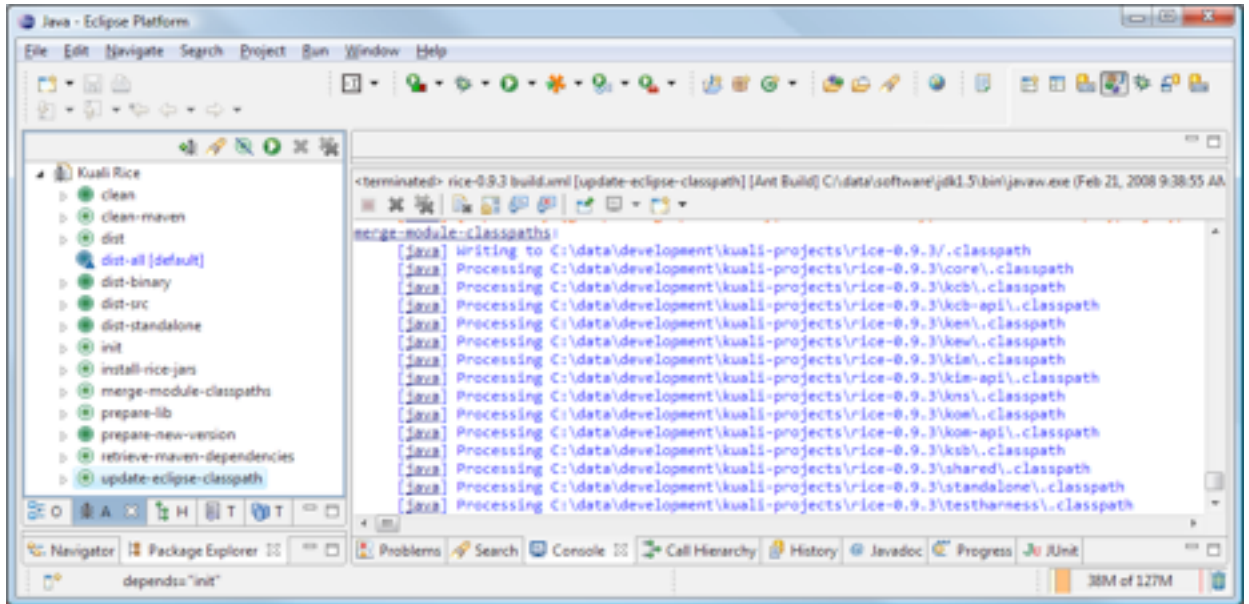 Java - Eclipse Platform
File Edit Navigate Search Project Run Window Help
Kuali Rice
clean
clean-maven
dist
dist-all [default]
dist-binary
dist-src
dist-standalone
init
install-rice-jars
merge-module-classpaths
prepare-lib
prepare-new-version
retrieve-maven-dependencies
update-eclipse-classpath
O A H T T
Navigator Package Explorer
<terminated> rice-0.9.3 build.xml [update-eclipse-classpath] [Ant Build] C:\data\software\jdk1.5\bin\javaw.exe (Feb 21, 2008 9:38:55 AM
merge-module-classpaths:
[java] Writing to C:\data\development\kuali-projects\rice-0.9.3/.classpath
[java] Processing C:\data\development\kuali-projects\rice-0.9.3\core\.classpath
[java] Processing C:\data\development\kuali-projects\rice-0.9.3\kcb\.classpath
[java] Processing C:\data\development\kuali-projects\rice-0.9.3\kcb-api\.classpath
[java] Processing C:\data\development\kuali-projects\rice-0.9.3\ken\.classpath
[java] Processing C:\data\development\kuali-projects\rice-0.9.3\kew\.classpath
[java] Processing C:\data\development\kuali-projects\rice-0.9.3\kim\.classpath
[java] Processing C:\data\development\kuali-projects\rice-0.9.3\kim-api\.classpath
[java] Processing C:\data\development\kuali-projects\rice-0.9.3\kns\.classpath
[java] Processing C:\data\development\kuali-projects\rice-0.9.3\kom\.classpath
[java] Processing C:\data\development\kuali-projects\rice-0.9.3\kom-api\.classpath
[java] Processing C:\data\development\kuali-projects\rice-0.9.3\ksb\.classpath
[java] Processing C:\data\development\kuali-projects\rice-0.9.3\shared\.classpath
[java] Processing C:\data\development\kuali-projects\rice-0.9.3\standalone\.classpath
[java] Processing C:\data\development\kuali-projects\rice-0.9.3\testharness\.classpath
Problems Search Console Call Hierarchy History Javadoc Progress JUnit
depends="init"
38M of 127M